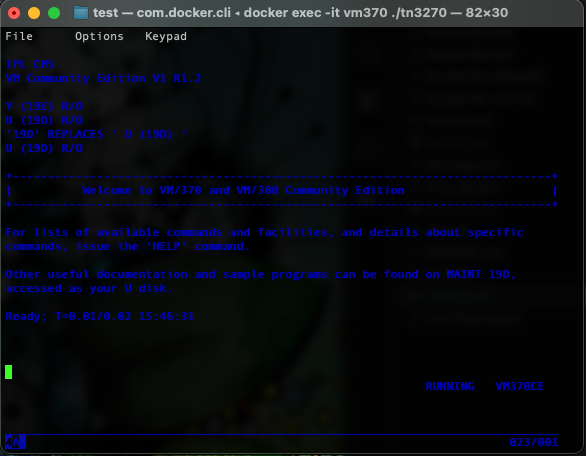 test — com.docker.cli ◂ docker exec -it vm370 ./tn3270 — 82×30
File Options Keypad
IPL CMS
VM Community Edition V1 R1.2
Y (19E) R/O
U (19D) R/O
'19D' REPLACES ' U (19D) '
U (19D) R/O
+-----------------------------------------------------------------------------+
| Welcome to VM/370 and VM/380 Community Edition |
+-----------------------------------------------------------------------------+
For lists of available commands and facilities, and details about specific
commands, issue the 'HELP' command.
Other useful documentation and sample programs can be found on MAINT 19D,
accessed as your U disk.
Ready; T=0.01/0.02 15:46:31
RUNNING VM370CE
023/001